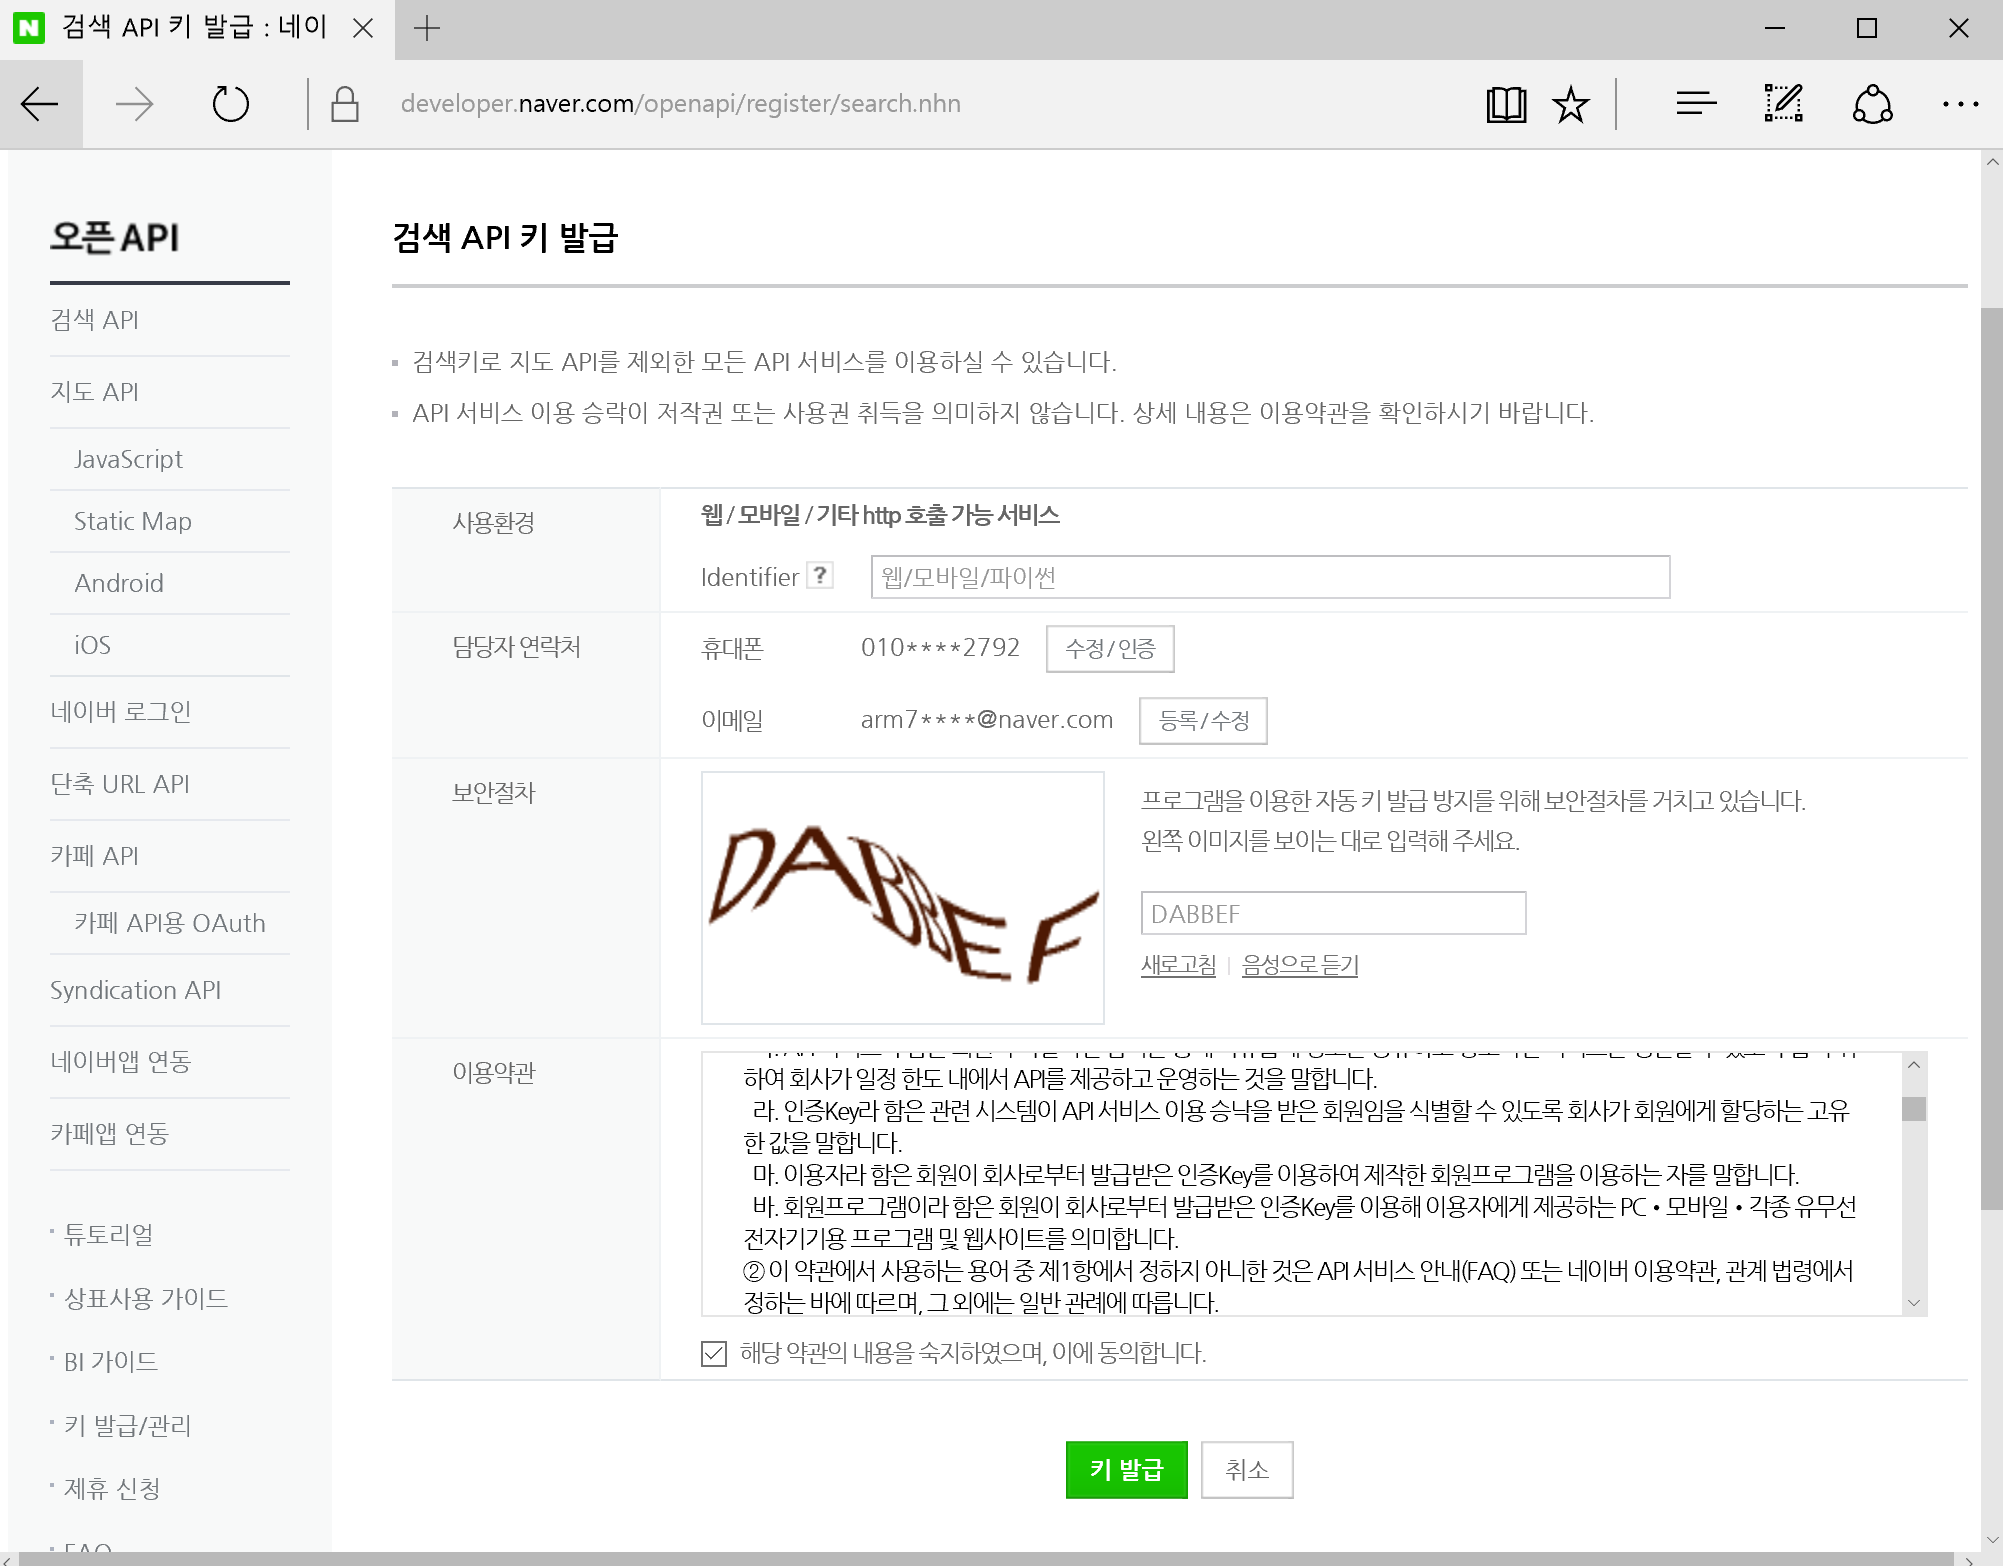 검색 API 키 발급 : 네이
developer.naver.com/openapi/register/search.nhn
오픈 API
검색 API
지도 API
JavaScript
Static Map
Android
iOS
네이버 로그인
단축 URL API
카페 API
카페 API용 OAuth
Syndication API
네이버앱 연동
카페앱 연동
튜토리얼
상표사용 가이드
BI 가이드
키 발급/관리
제휴 신청
FAQ
검색 API 키 발급
검색키로 지도 API를 제외한 모든 API 서비스를 이용하실 수 있습니다.
API 서비스 이용 승락이 저작권 또는 사용권 취득을 의미하지 않습니다. 상세 내용은 이용약관을 확인하시기 바랍니다.
사용환경
웹 / 모바일 / 기타 http 호출 가능 서비스
Identifier ? 웹/모바일/파이썬
담당자 연락처
휴대폰 010****2792 수정 / 인증
이메일 arm7****@naver.com 등록 / 수정
보안절차
DABBEF
프로그램을 이용한 자동 키 발급 방지를 위해 보안절차를 거치고 있습니다.
왼쪽 이미지를 보이는 대로 입력해 주세요.
DABBEF
새로고침 음성으로 듣기
이용약관
하여 회사가 일정 한도 내에서 API를 제공하고 운영하는 것을 말합니다.
라. 인증Key라 함은 관련 시스템이 API 서비스 이용 승낙을 받은 회원임을 식별할 수 있도록 회사가 회원에게 할당하는 고유
한 값을 말합니다.
마. 이용자라 함은 회원이 회사로부터 발급받은 인증Key를 이용하여 제작한 회원프로그램을 이용하는 자를 말합니다.
바. 회원프로그램이라 함은 회원이 회사로부터 발급받은 인증Key를 이용해 이용자에게 제공하는 PC • 모바일 • 각종 유무선
전자기기용 프로그램 및 웹사이트를 의미합니다.
② 이 약관에서 사용하는 용어 중 제1항에서 정하지 아니한 것은 API 서비스 안내(FAQ) 또는 네이버 이용약관, 관계 법령에서
정하는 바에 따르며, 그 외에는 일반 관례에 따릅니다.
해당 약관의 내용을 숙지하였으며, 이에 동의합니다.
키 발급 취소